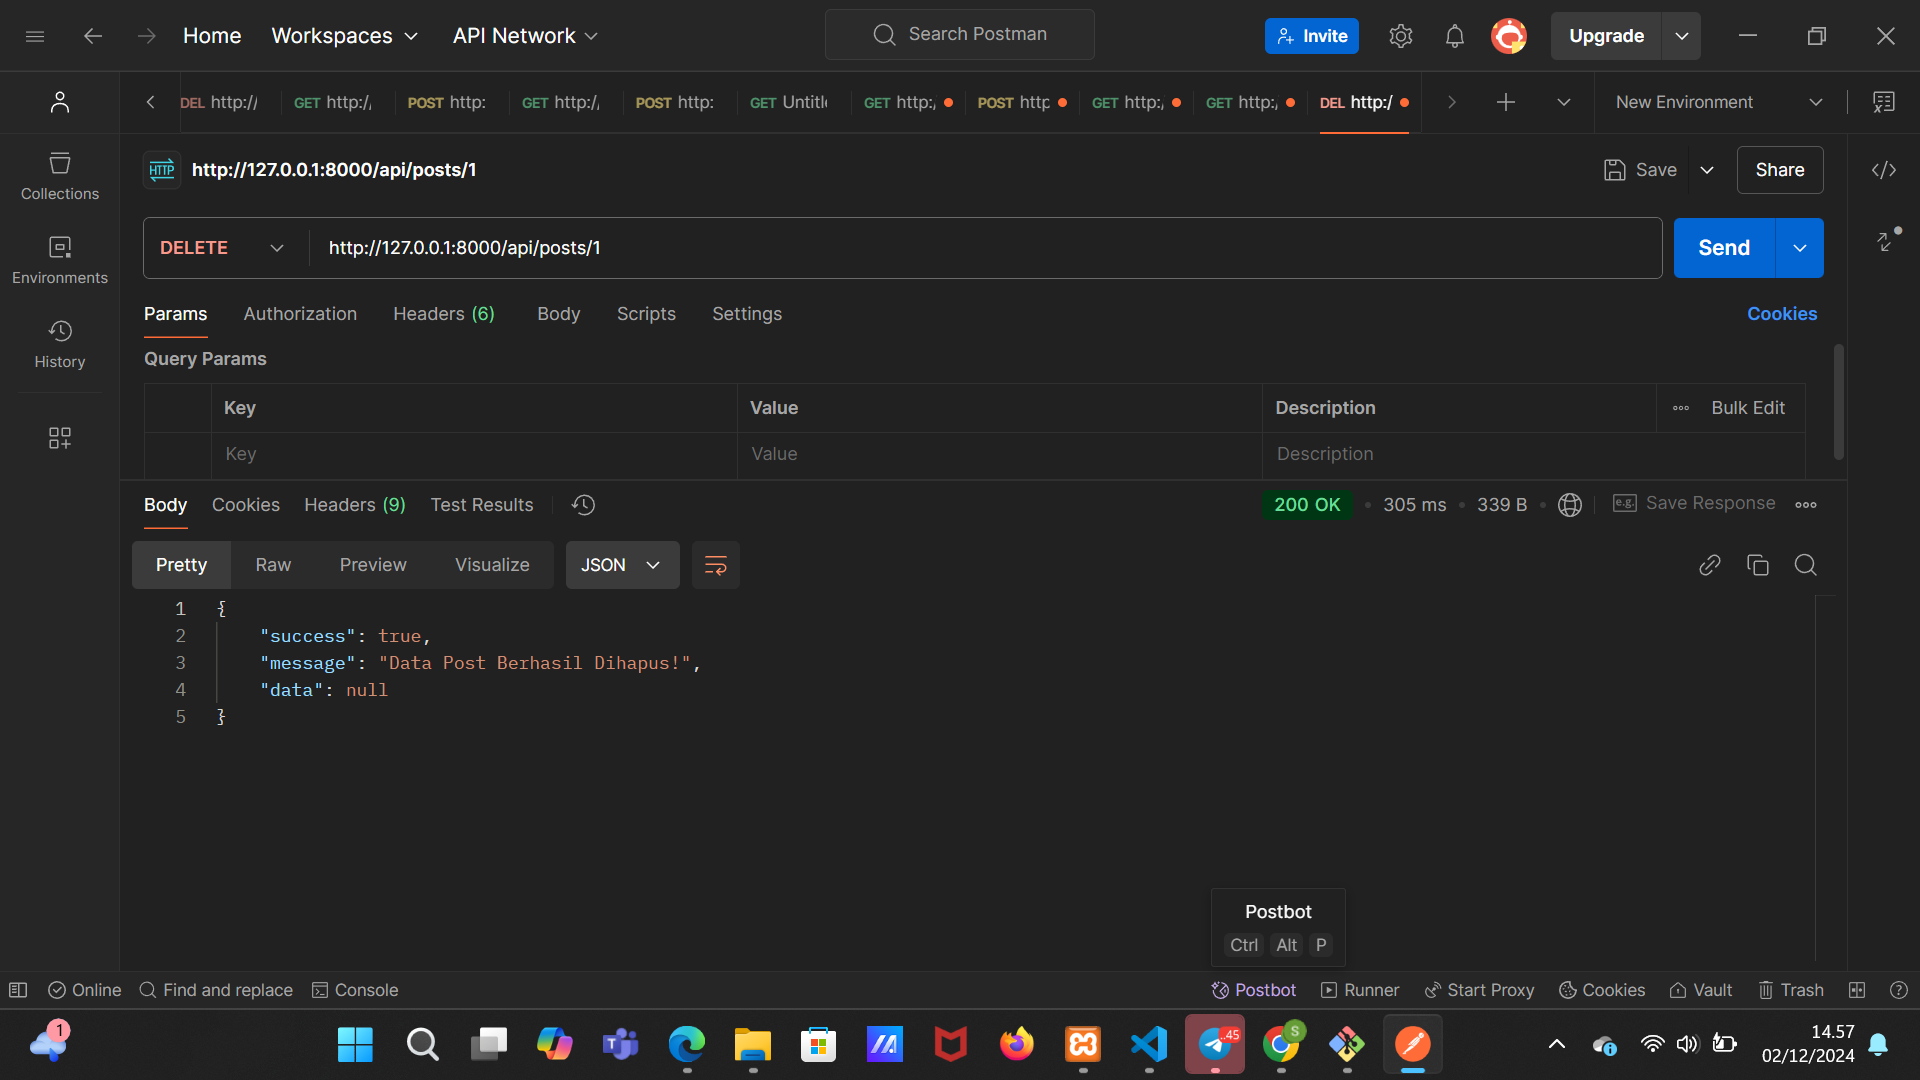 Home Workspaces API Network Search Postman Invite Upgrade
DEL http:// GET http:/ POST http: GET http:/ POST http: GET Untitl GET http: POST http GET http: GET http: DEL http:/ New Environment
HTTP http://127.0.0.1:8000/api/posts/1 Save Share
Collections
DELETE http://127.0.0.1:8000/api/posts/1 Send
Environments
Params Authorization Headers (6) Body Scripts Settings Cookies
History
Query Params
Key Value Description Bulk Edit
Key Value Description
Body Cookies Headers (9) Test Results 200 OK 305 ms 339 B e.g. Save Response
Pretty Raw Preview Visualize JSON
1 {
2 "success": true,
3 "message": "Data Post Berhasil Dihapus!",
4 "data": null
5 }
Postbot
Ctrl Alt P
Online Find and replace Console Postbot Runner Start Proxy Cookies Vault Trash
1 ..45 S 14.57
02/12/2024